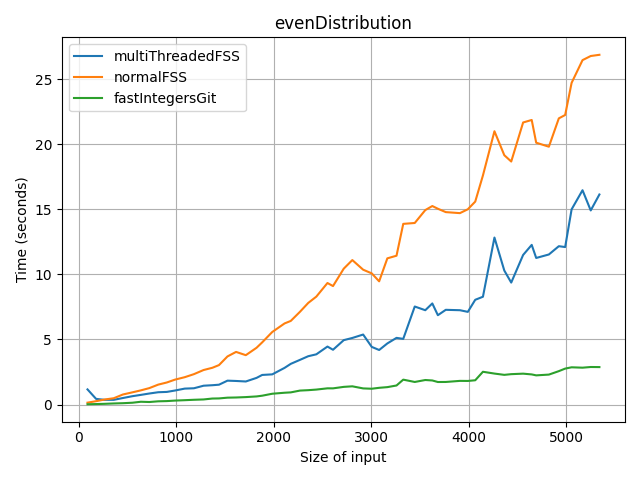 evenDistribution
multiThreadedFSS
normalFSS
fastIntegersGit
Time (seconds)
25
20
15
10
5
0
0 1000 2000 3000 4000 5000
Size of input